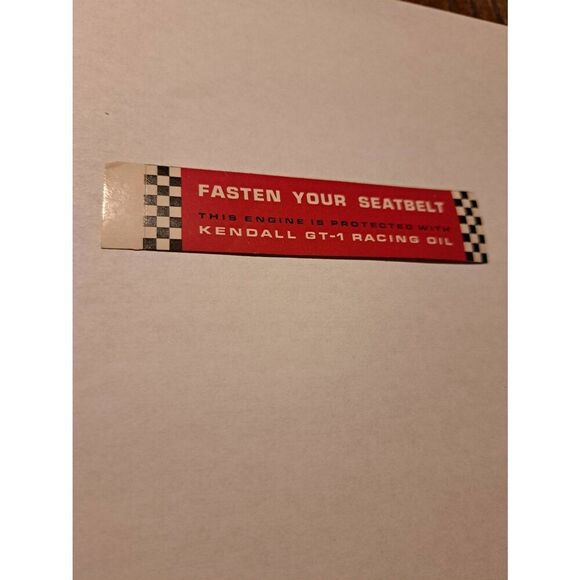 FASTEN YOUR SEATBELT
THIS ENGINE IS PROTECTED WITH
KENDALL GT-1 RACING OIL